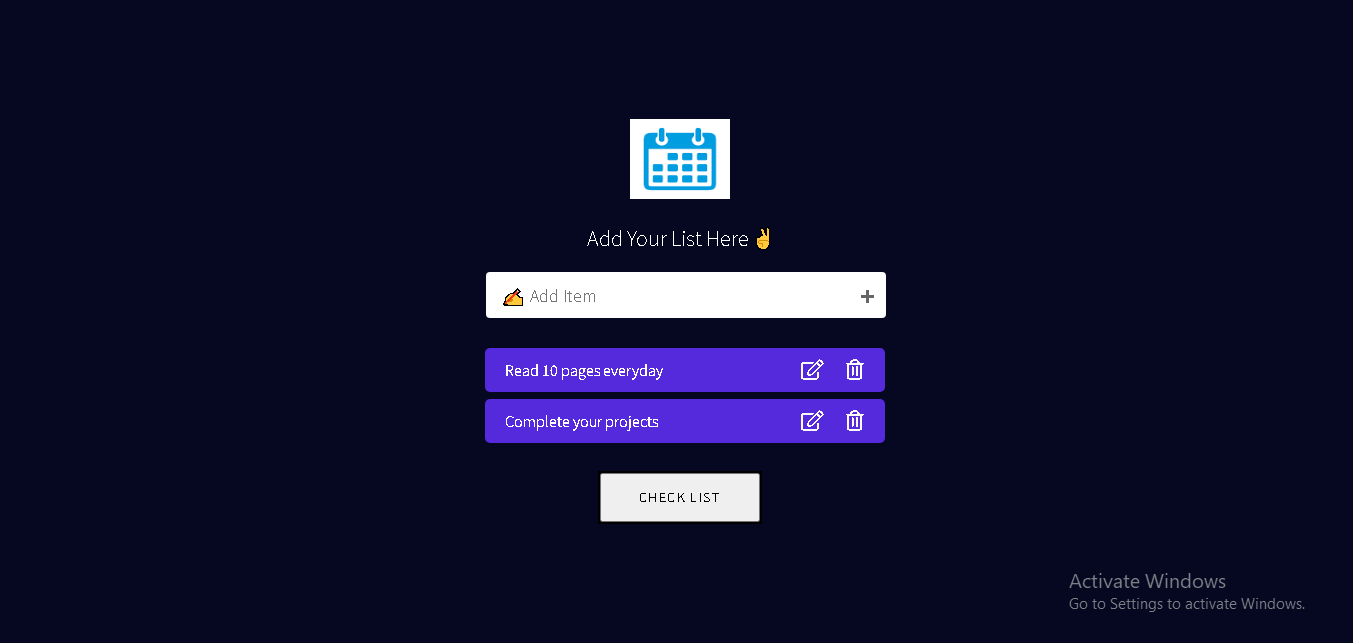 Add Your List Here ✌
✍ Add Item +
Read 10 pages everyday
Complete your projects
CHECK LIST
Activate Windows
Go to Settings to activate Windows.